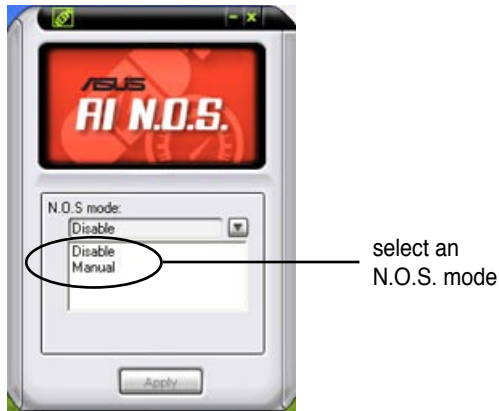 ASUS
AI N.O.S.
N.O.S mode:
Disable
Disable
Manual
select an
N.O.S. mode
Apply